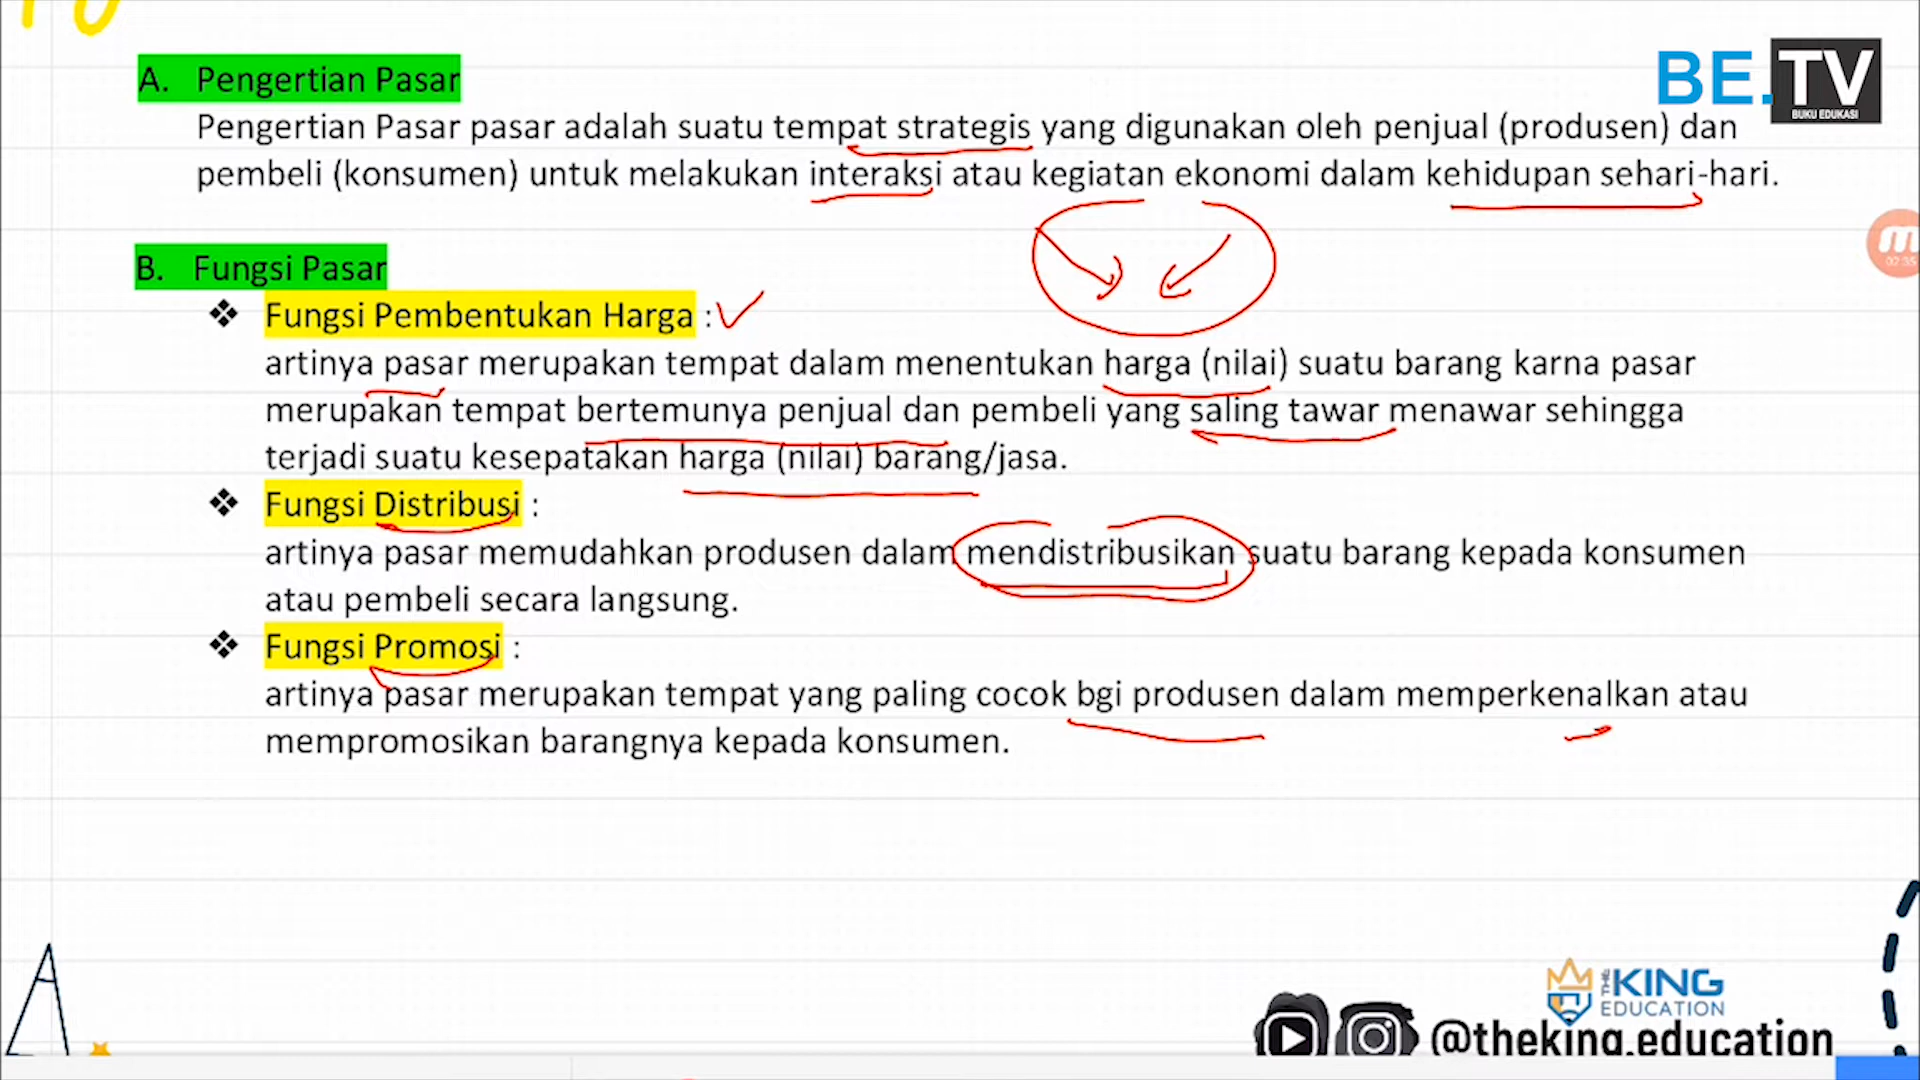 BE.TV
BUKU EDUKASI
A. Pengertian Pasar
Pengertian Pasar pasar adalah suatu tempat strategis yang digunakan oleh penjual (produsen) dan
pembeli (konsumen) untuk melakukan interaksi atau kegiatan ekonomi dalam kehidupan sehari-hari.
02:35
B. Fungsi Pasar
❖ Fungsi Pembentukan Harga :
artinya pasar merupakan tempat dalam menentukan harga (nilai) suatu barang karna pasar
merupakan tempat bertemunya penjual dan pembeli yang saling tawar menawar sehingga
terjadi suatu kesepatakan harga (nilai) barang/jasa.
❖ Fungsi Distribusi :
artinya pasar memudahkan produsen dalam mendistribusikan suatu barang kepada konsumen
atau pembeli secara langsung.
❖ Fungsi Promosi :
artinya pasar merupakan tempat yang paling cocok bgi produsen dalam memperkenalkan atau
mempromosikan barangnya kepada konsumen.
A
THE KING
EDUCATION
@theking.education